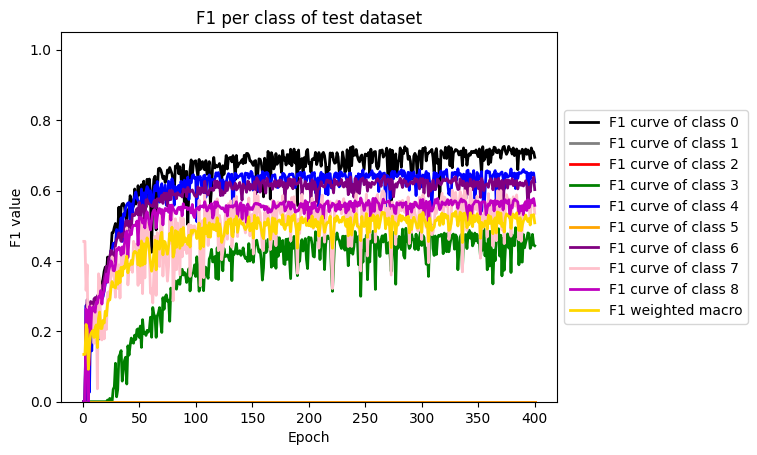 F1 per class of test dataset
F1 value
1.0
0.8
0.6
0.4
0.2
0.0
0 50 100 150 200 250 300 350 400
Epoch
F1 curve of class 0
F1 curve of class 1
F1 curve of class 2
F1 curve of class 3
F1 curve of class 4
F1 curve of class 5
F1 curve of class 6
F1 curve of class 7
F1 curve of class 8
F1 weighted macro